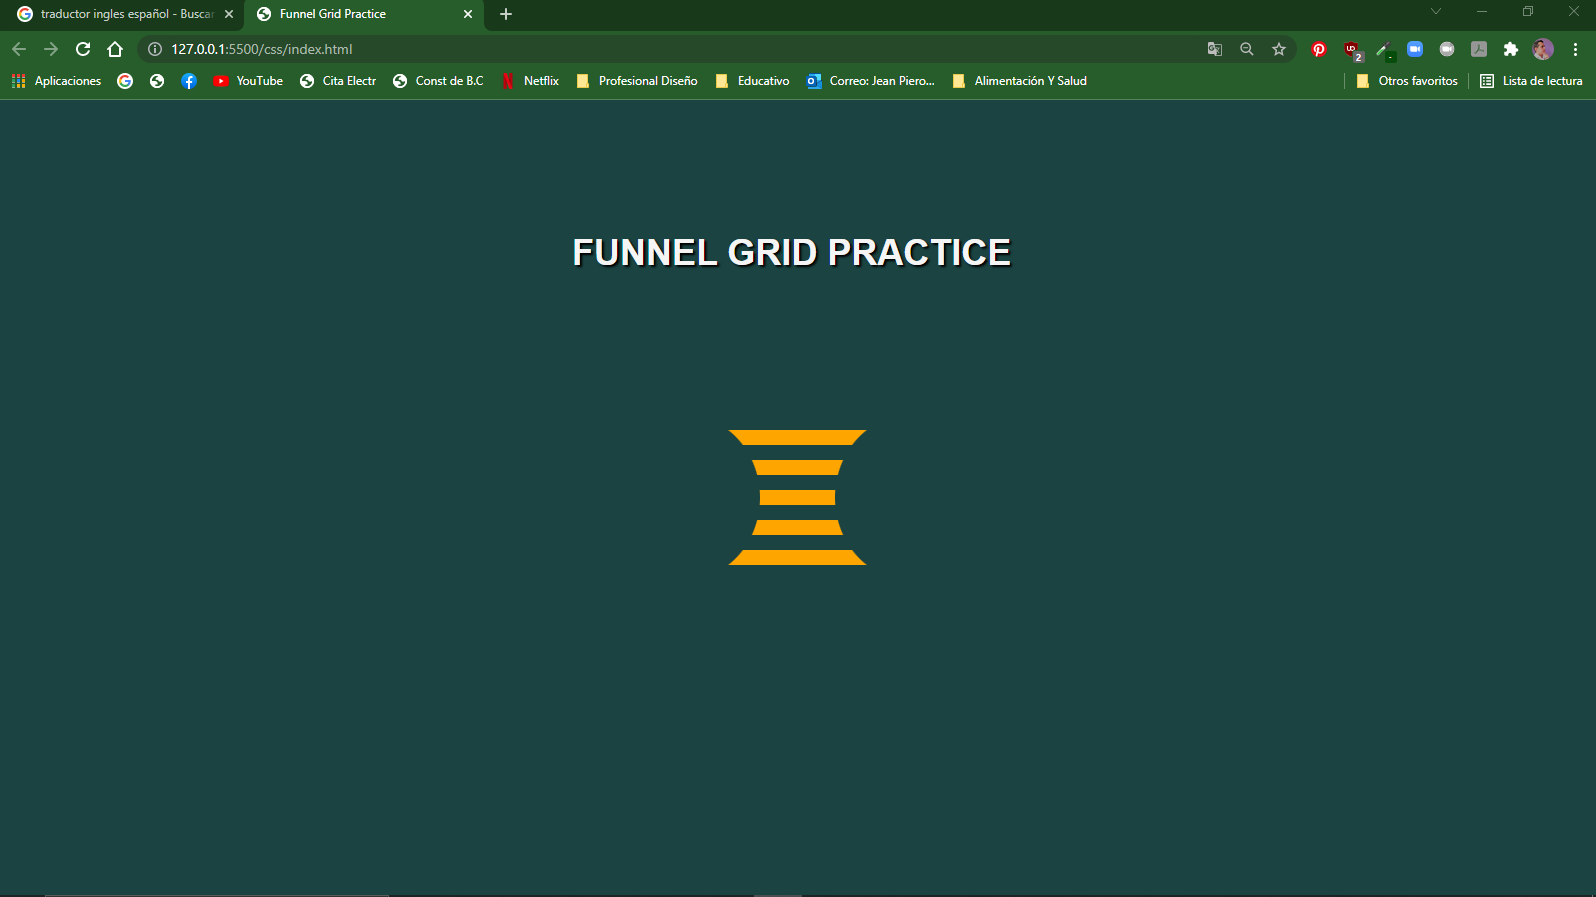 traductor ingles español - Buscar
Funnel Grid Practice
127.0.0.1:5500/css/index.html
2
Aplicaciones
YouTube
Cita Electr
Const de B.C
Netflix
Profesional Diseño
Educativo
Correo: Jean Piero...
Alimentación Y Salud
Otros favoritos
Lista de lectura
FUNNEL GRID PRACTICE